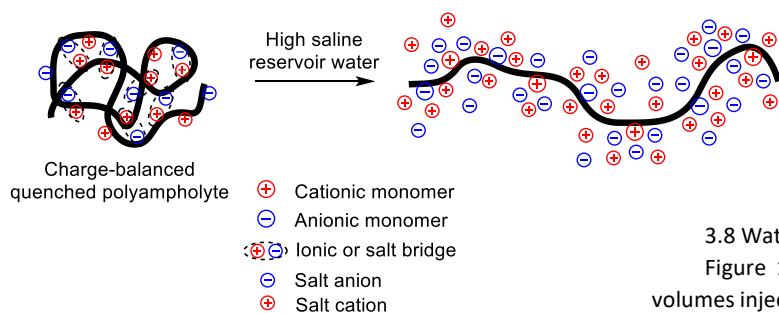 High saline
reservoir water
Charge-balanced
quenched polyampholyte
Cationic monomer
Anionic monomer
Ionic or salt bridge
Salt anion
Salt cation
3.8 Wat
Figure
volumes injec